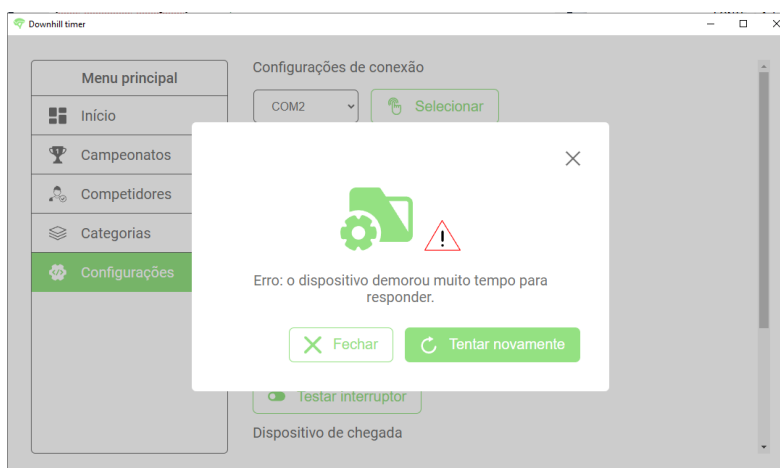 Downhill timer
Menu principal
Início
Campeonatos
Competidores
Categorias
Configurações
Configurações de conexão
COM2
Selecionar
Erro: o dispositivo demorou muito tempo para
responder.
Fechar
Tentar novamente
Testar interruptor
Dispositivo de chegada